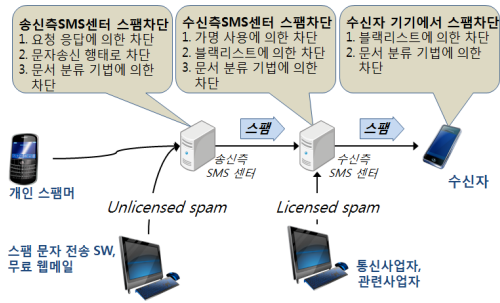 송신측SMS센터 스팸차단
1. 요청 응답에 의한 차단
2. 문자송신 행태로 차단
3. 문서 분류 기법에 의한
차단
수신측SMS센터 스팸차단
1. 가명 사용에 의한 차단
2. 블랙리스트에 의한 차단
3. 문서 분류 기법에 의한
차단
수신자 기기에서 스팸차단
1. 블랙리스트에 의한 차단
2. 문서 분류 기법에 의한
차단
스팸
스팸
송신측
SMS 센터
수신측
SMS 센터
수신자
개인 스패머
Unlicensed spam
Licensed spam
스팸 문자 전송 SW,
무료 웹메일
통신사업자,
관련사업자